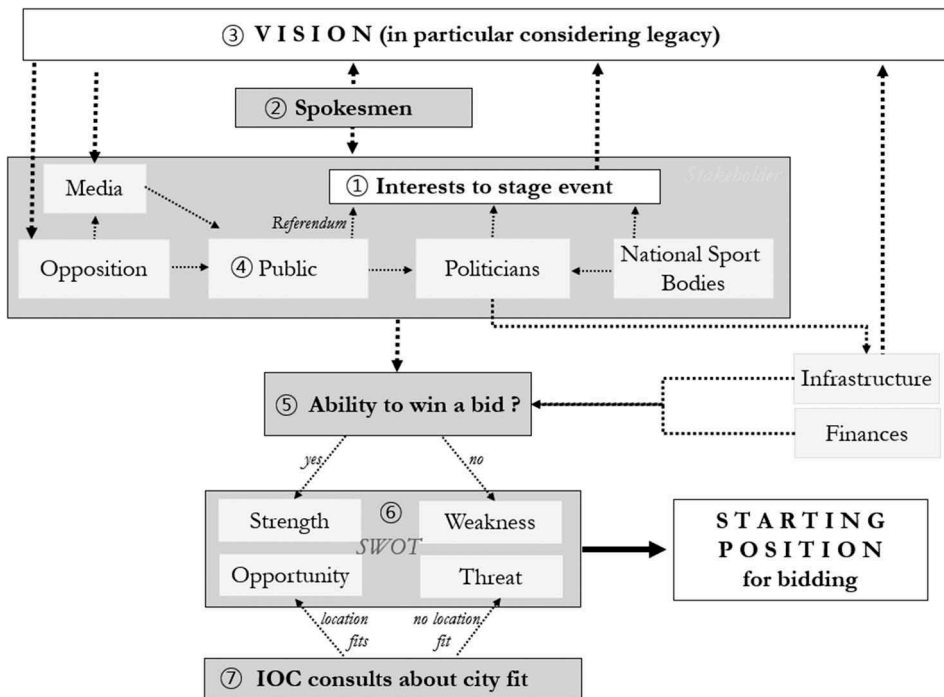 ③ V I S I O N (in particular considering legacy)
② Spokesmen
Stakeholder
Media
① Interests to stage event
Referendum
Opposition
④ Public
Politicians
National Sport
Bodies
Infrastructure
⑤ Ability to win a bid ?
Finances
yes
no
Strength
⑥
Weakness
SWOT
Opportunity
Threat
S T A R T I N G
P O S I T I O N
for bidding
location
fits
no location
fit
⑦ IOC consults about city fit